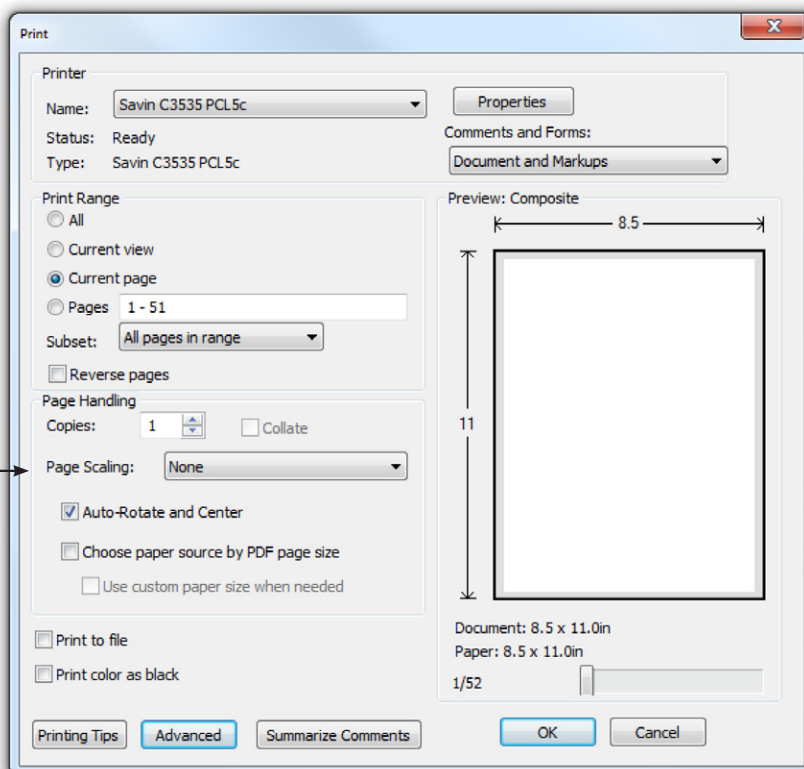 Print
Printer
Name: Savin C3535 PCL5c
Properties
Status: Ready
Comments and Forms:
Type: Savin C3535 PCL5c
Document and Markups
Print Range
All
Current view
Current page
Pages 1 - 51
Subset: All pages in range
Reverse pages
Page Handling
Copies: 1 Collate
Page Scaling: None
Auto-Rotate and Center
Choose paper source by PDF page size
Use custom paper size when needed
Print to file
Print color as black
Preview: Composite
8.5
11
Document: 8.5 x 11.0in
Paper: 8.5 x 11.0in
1/52
Printing Tips Advanced Summarize Comments OK Cancel